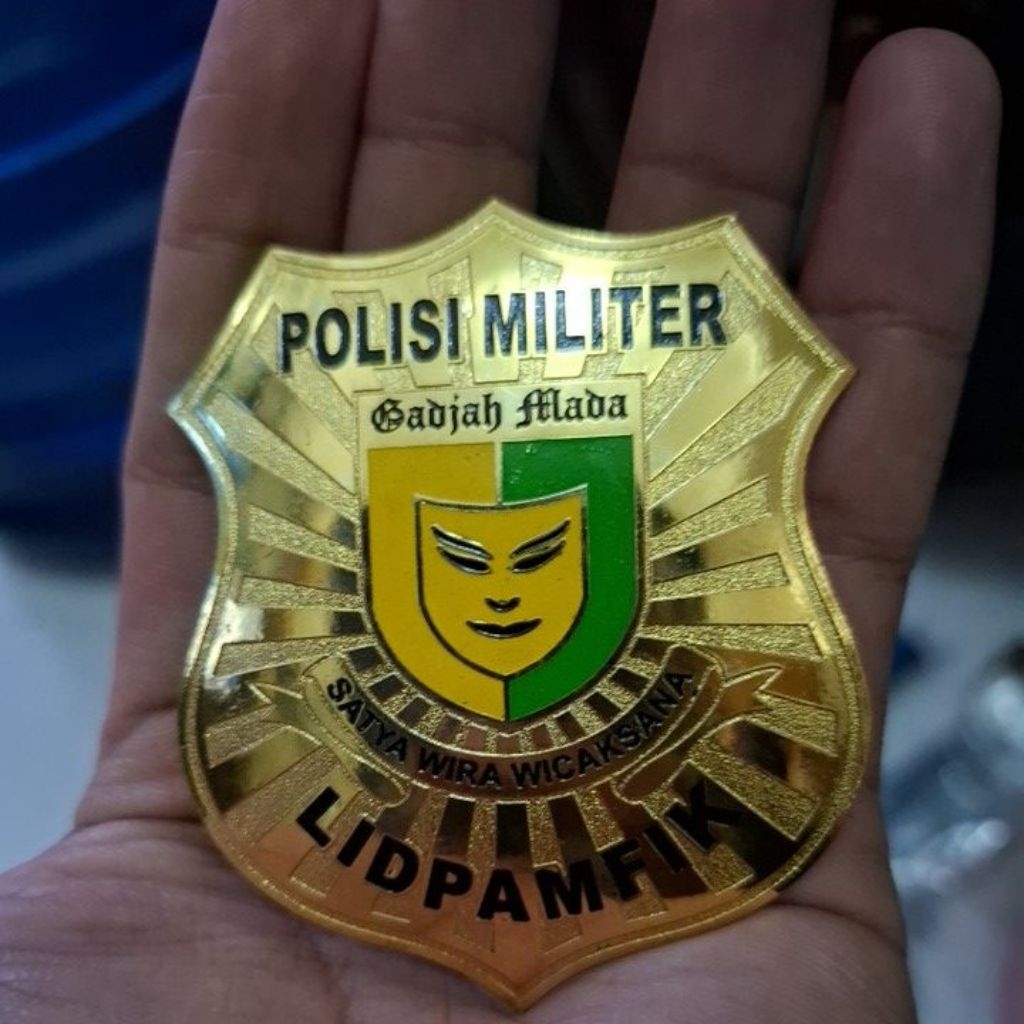 POLISI MILITER
Gadjah Mada
SATYA WIRA WICAKSANA
LIDPAMFIK